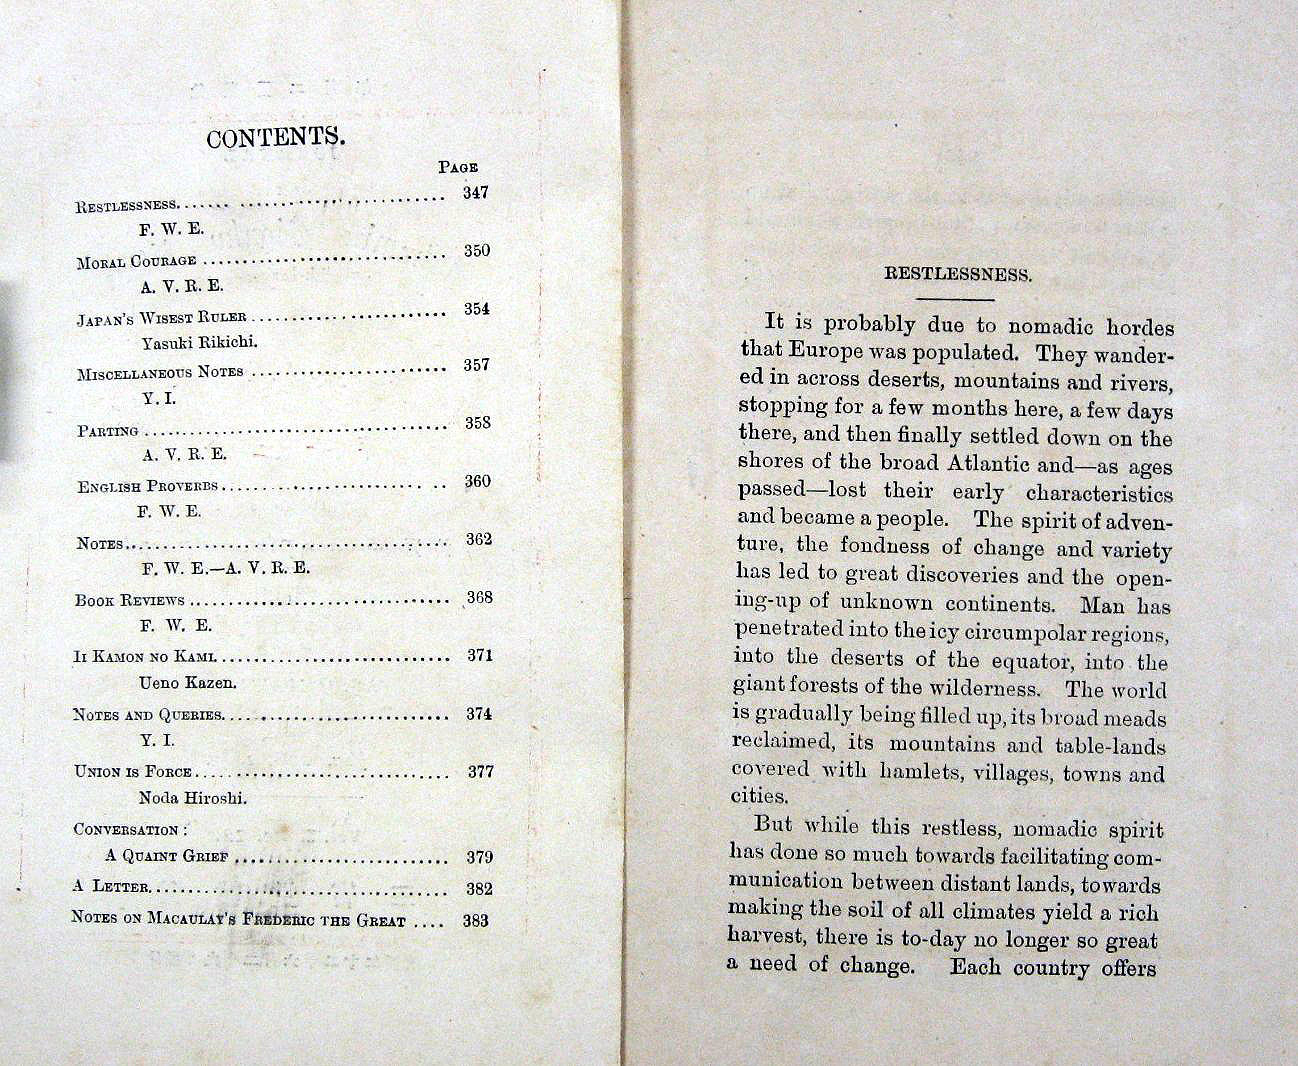 CONTENTS.
PAGE
RESTLESSNESS....... ...................... 347
F. W. E.
MORAL COURAGE ................................ 350
A. V. R. E.
JAPAN'S WISEST RULER ......................... 354
Yasuki Rikichi.
MISCELLANEOUS NOTES .......................... 357
Y. I.
PARTING ....................................... 358
A. V. R. E.
ENGLISH PROVERBS............................. 360
F. W. E.
NOTES......................................... 362
F. W. E.—A. V. R. E.
BOOK REVIEWS ................................. 368
F. W. E.
II KAMON NO KAMI.............................. 371
Ueno Kazen.
NOTES AND QUERIES............................. 374
Y. I.
UNION IS FORCE................................ 377
Noda Hiroshi.
CONVERSATION :
A QUAINT GRIEF ............................ 379
A LETTER...................................... 382
NOTES ON MACAULAY'S FREDERIC THE GREAT .... 383
RESTLESSNESS.
It is probably due to nomadic hordes
that Europe was populated. They wander-
ed in across deserts, mountains and rivers,
stopping for a few months here, a few days
there, and then finally settled down on the
shores of the broad Atlantic and—as ages
passed—lost their early characteristics
and became a people. The spirit of adven-
ture, the fondness of change and variety
has led to great discoveries and the open-
ing-up of unknown continents. Man has
penetrated into the icy circumpolar regions,
into the deserts of the equator, into the
giant forests of the wilderness. The world
is gradually being filled up, its broad meads
reclaimed, its mountains and table-lands
covered with hamlets, villages, towns and
cities.
But while this restless, nomadic spirit
has done so much towards facilitating com-
munication between distant lands, towards
making the soil of all climates yield a rich
harvest, there is to-day no longer so great
a need of change. Each country offers